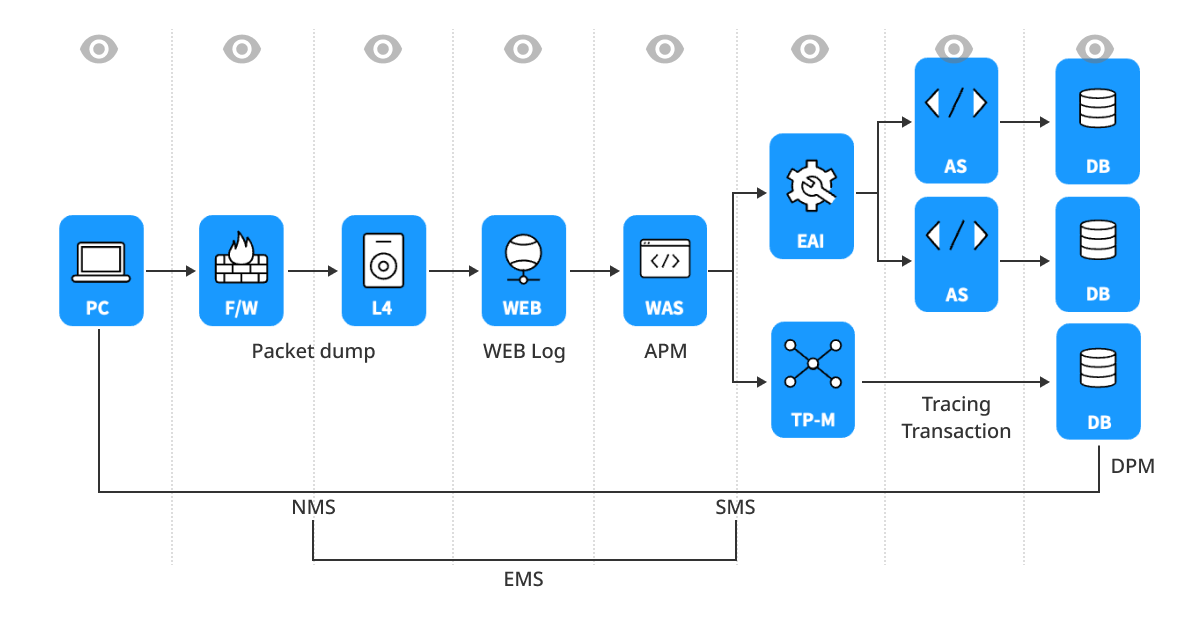 PC
F/W
L4
WEB
WAS
EAI
TP-M
AS
AS
DB
DB
DB
Packet dump
WEB Log
APM
Tracing
Transaction
DPM
NMS
SMS
EMS